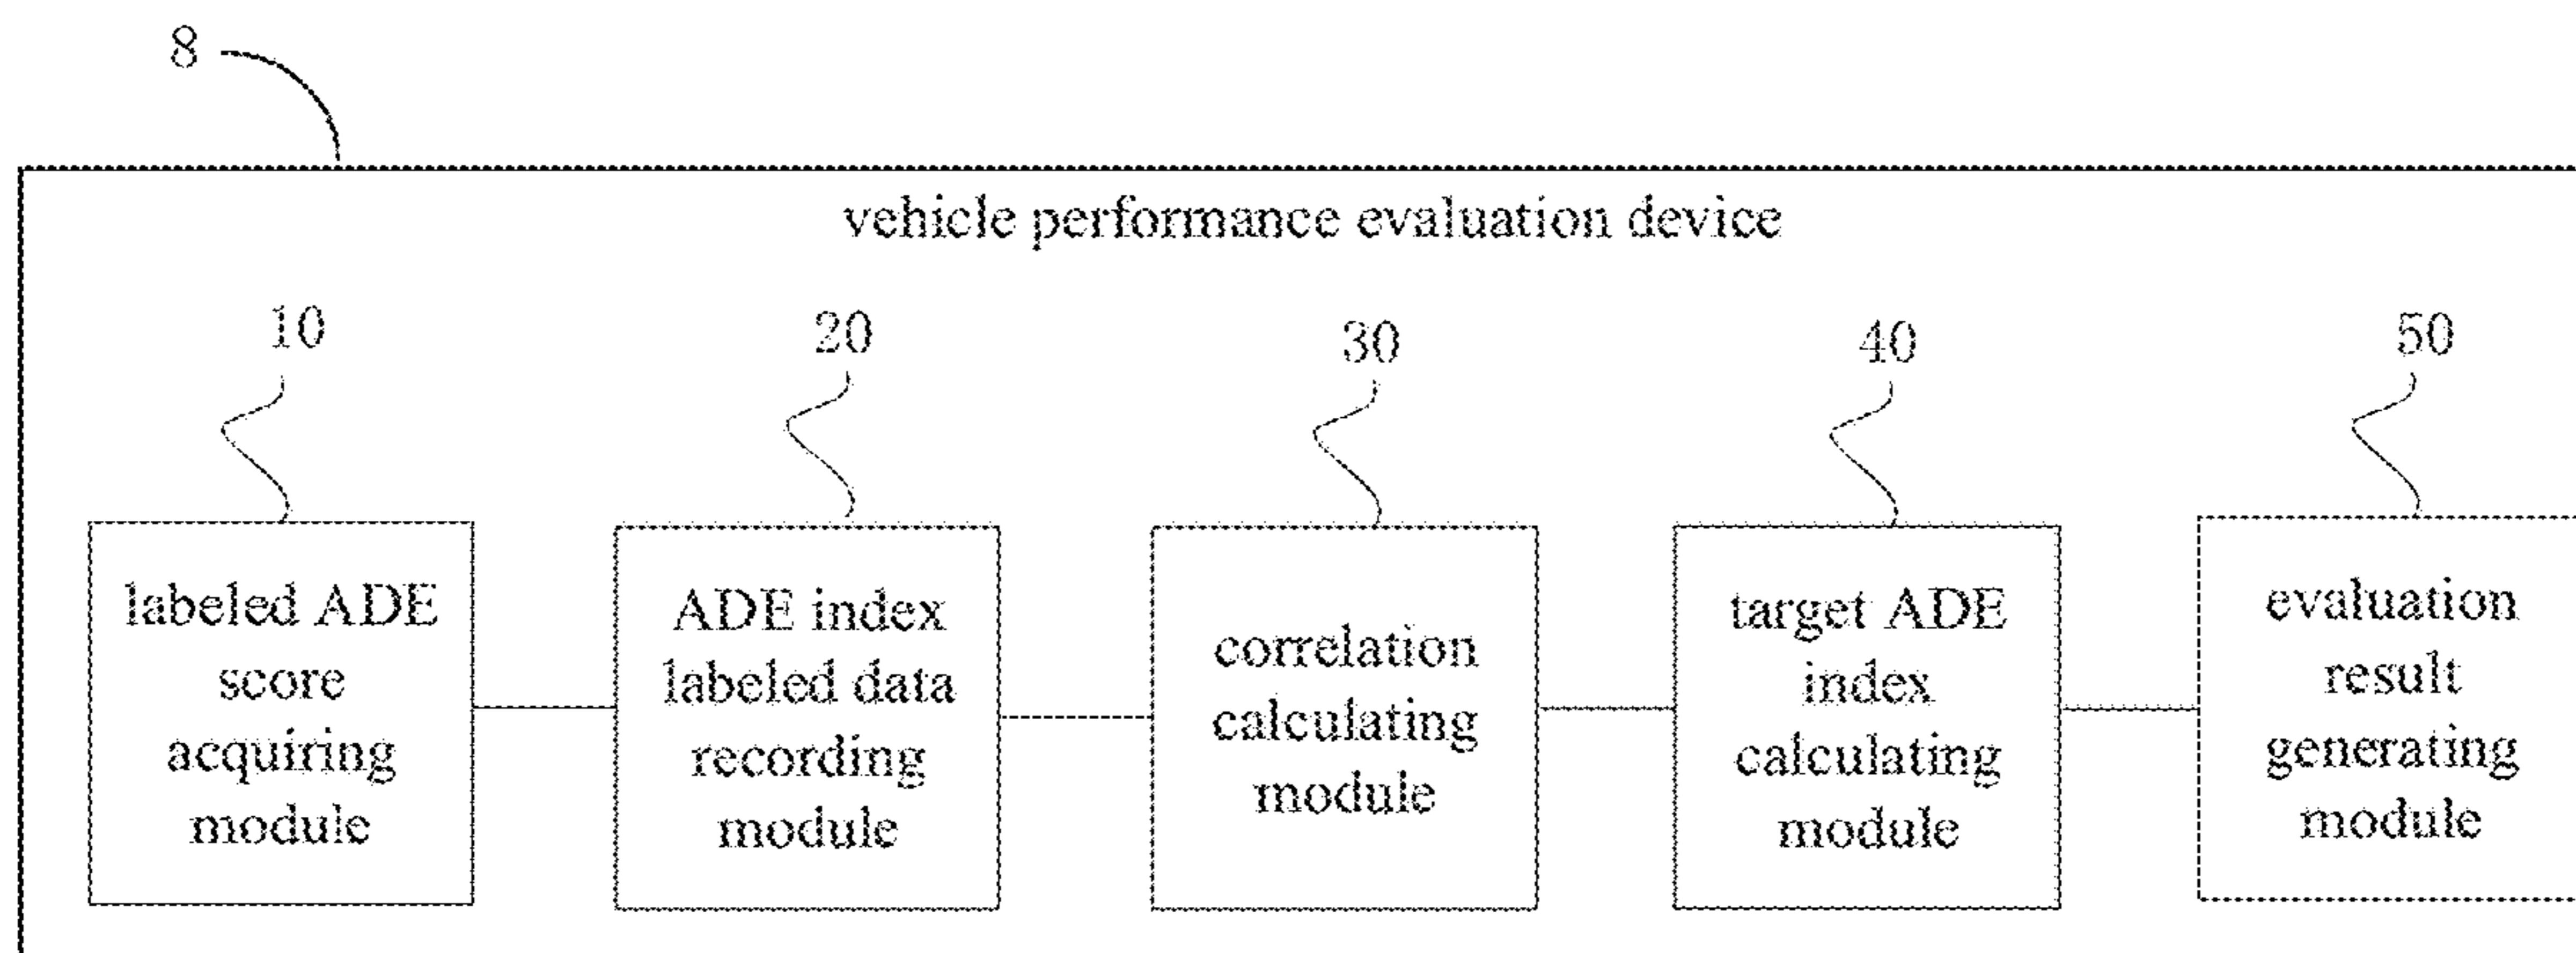 8
vehicle performance evaluation device
10
20
30
40
50
labeled ADE
score
acquiring
module
ADE index
labeled data
recording
module
correlation
calculating
module
target ADE
index
calculating
module
evaluation
result
generating
module